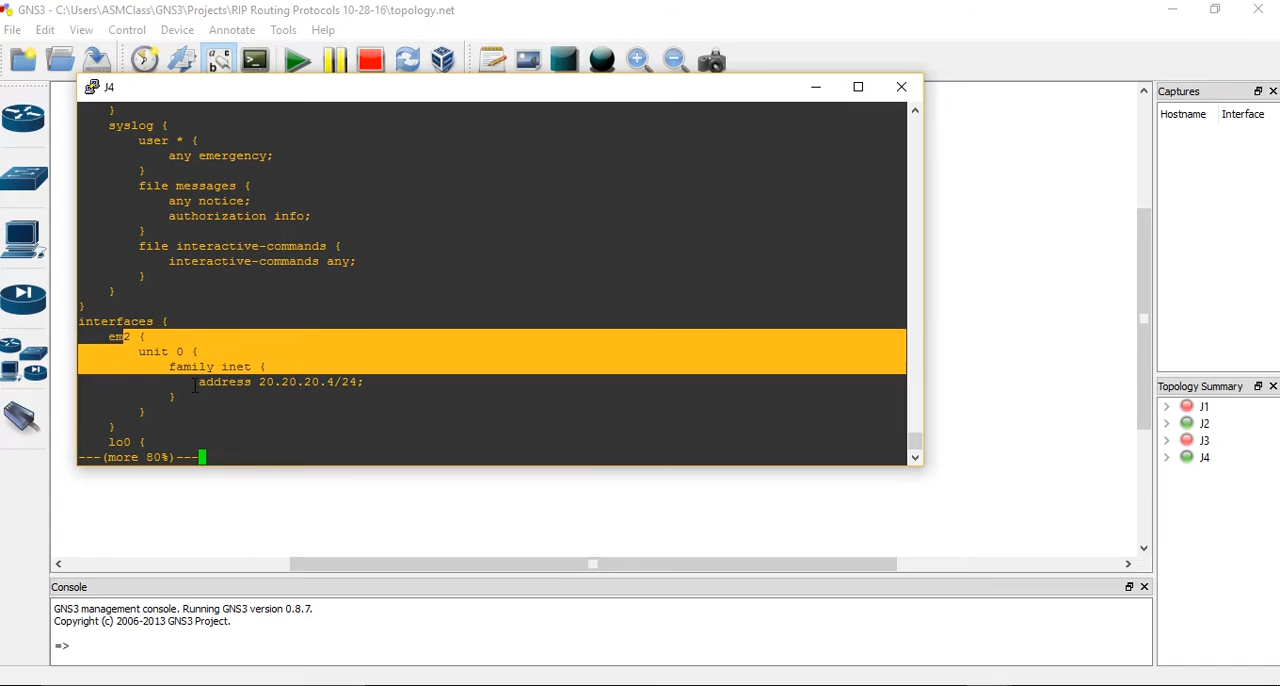 GNS3 - C:\Users\ASMClass\GNS3\Projects\RIP Routing Protocols 10-28-16\topology.net
File Edit View Control Device Annotate Tools Help
a c
b
J4
}
syslog {
user * {
any emergency;
}
file messages {
any notice;
authorization info;
}
file interactive-commands {
interactive-commands any;
}
}
}
interfaces {
em2 {
unit 0 {
family inet {
address 20.20.20.4/24;
}
}
}
lo0 {
---(more 80%)---
Captures
Hostname Interface
Topology Summary
J1
J2
J3
J4
Console
GNS3 management console. Running GNS3 version 0.8.7.
Copyright (c) 2006-2013 GNS3 Project.
=>